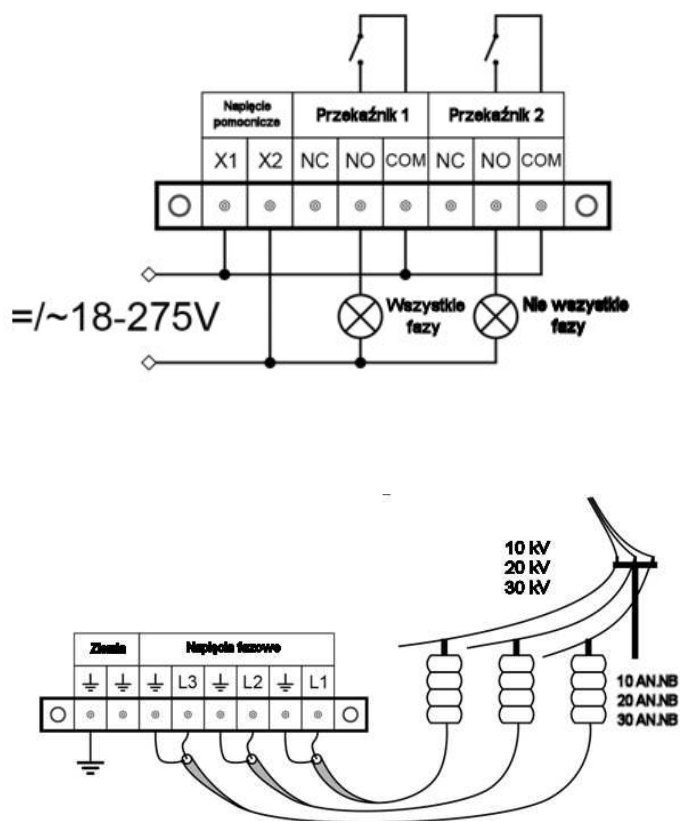 Napięcie
pomocnicze
Przekaźnik 1
Przekaźnik 2
X1 X2 NC NO COM NC NO COM
=/~18-275V
Wszystkie
fazy
Nie wszystkie
fazy
10 kV
20 kV
30 kV
Ziemia
Napięcia fazowe
L3 L2 L1
10 AN.NB
20 AN.NB
30 AN.NB